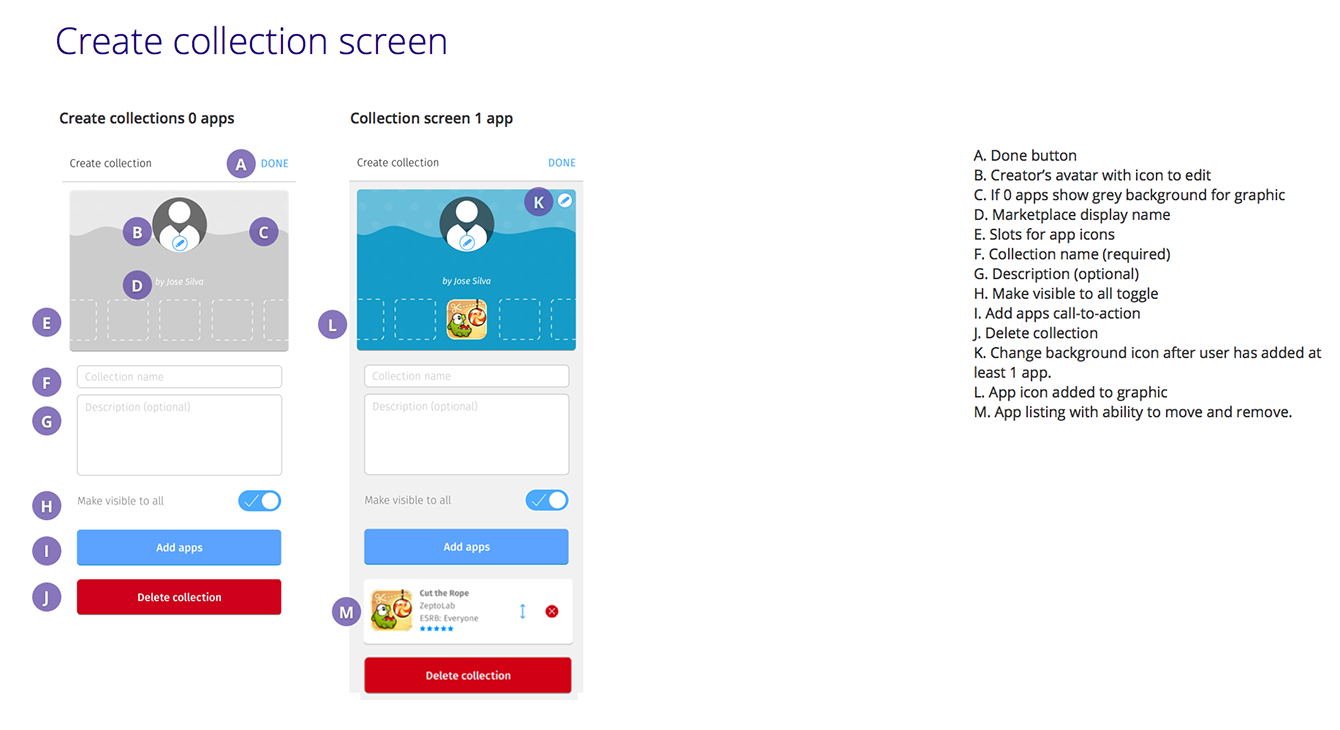 Create collection screen
Create collections 0 apps
Create collection
A
DONE
B
C
D
by Jose Silva
E
F
Collection name
G
Description (optional)
H
Make visible to all
I
Add apps
J
Delete collection
Collection screen 1 app
Create collection
DONE
K
by Jose Silva
L
Collection name
Description (optional)
Make visible to all
Add apps
M
Cut the Rope
ZeptoLab
ESRB: Everyone
Delete collection
A. Done button
B. Creator’s avatar with icon to edit
C. If 0 apps show grey background for graphic
D. Marketplace display name
E. Slots for app icons
F. Collection name (required)
G. Description (optional)
H. Make visible to all toggle
I. Add apps call-to-action
J. Delete collection
K. Change background icon after user has added at
least 1 app.
L. App icon added to graphic
M. App listing with ability to move and remove.